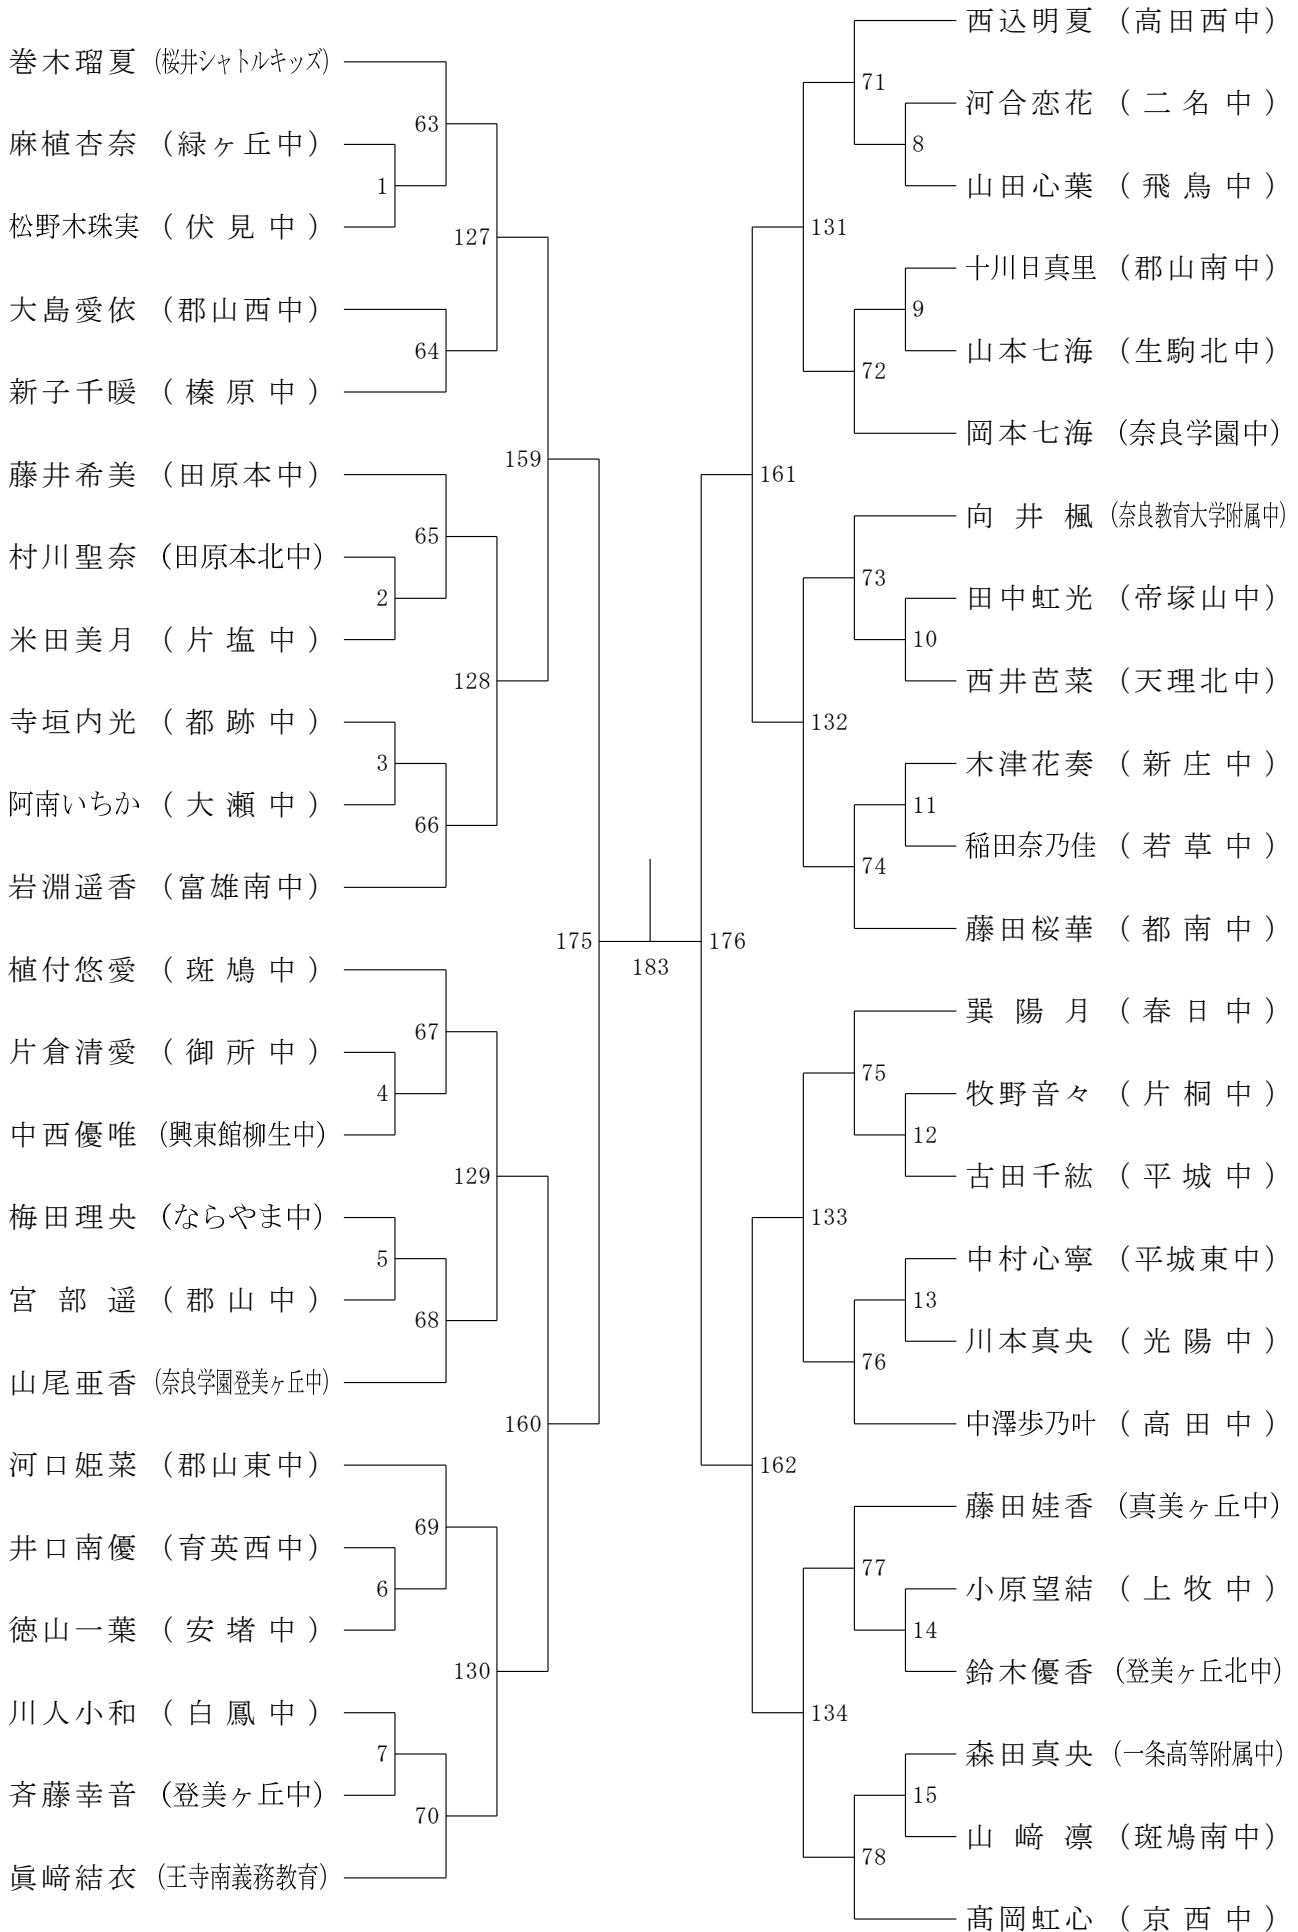 巻木瑠夏 (桜井シャトルキッズ)
麻植杏奈 (緑ヶ丘中)
松野木珠実 (伏見中)
大島愛依 (郡山西中)
新子千暖 (榛原中)
藤井希美 (田原本中)
村川聖奈 (田原本北中)
米田美月 (片塩中)
寺垣内光 (都跡中)
阿南いちか (大瀬中)
岩淵遥香 (富雄南中)
植付悠愛 (斑鳩中)
片倉清愛 (御所中)
中西優唯 (興東館柳生中)
梅田理央 (ならやま中)
宮部遥 (郡山中)
山尾亜香 (奈良学園登美ヶ丘中)
河口姫菜 (郡山東中)
井口南優 (育英西中)
徳山一葉 (安堵中)
川人小和 (白鳳中)
斉藤幸音 (登美ヶ丘中)
眞﨑結衣 (王寺南義務教育)
1
2
3
4
5
6
7
63
64
65
66
67
68
69
70
127
128
129
130
159
160
175
183
176
161
162
131
132
133
134
71
72
73
74
75
76
77
78
8
9
10
11
12
13
14
15
西込明夏 (高田西中)
河合恋花 (二名中)
山田心葉 (飛鳥中)
十川日真里 (郡山南中)
山本七海 (生駒北中)
岡本七海 (奈良学園中)
向井楓 (奈良教育大学附属中)
田中虹光 (帝塚山中)
西井芭菜 (天理北中)
木津花奏 (新庄中)
稲田奈乃佳 (若草中)
藤田桜華 (都南中)
巽陽月 (春日中)
牧野音々 (片桐中)
古田千紘 (平城中)
中村心寧 (平城東中)
川本真央 (光陽中)
中澤歩乃叶 (高田中)
藤田娃香 (真美ヶ丘中)
小原望結 (上牧中)
鈴木優香 (登美ヶ丘北中)
森田真央 (一条高等附属中)
山﨑凛 (斑鳩南中)
髙岡虹心 (京西中)